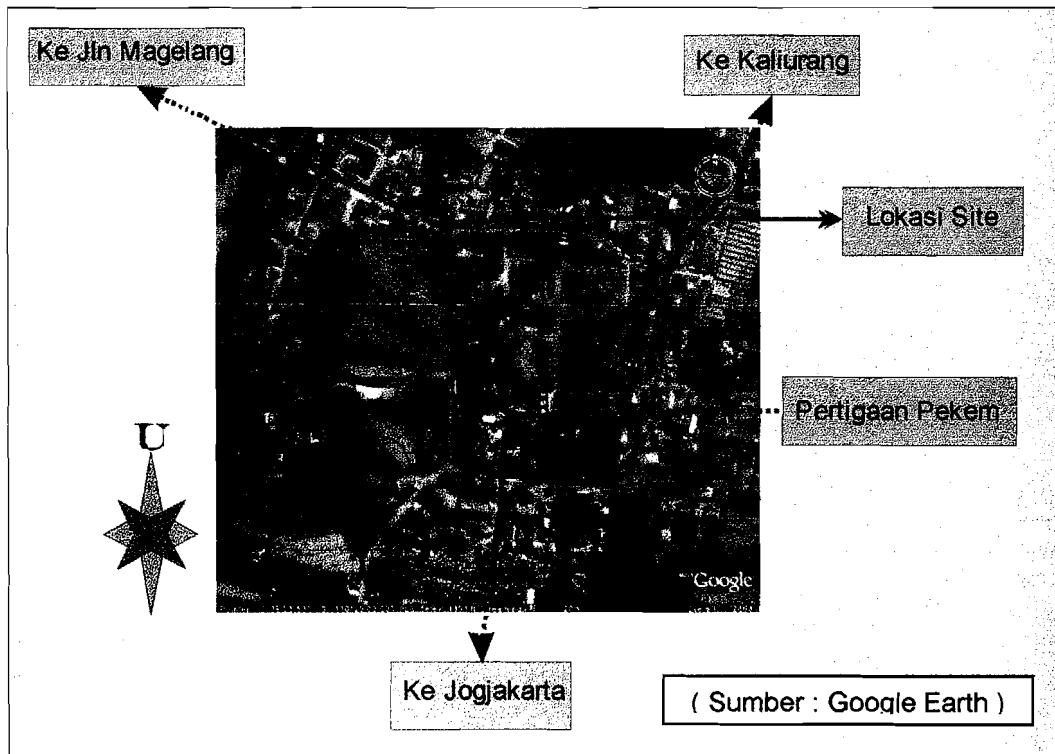 Ke Jln Magelang
Ke Kaliurang
Lokasi Site
Pertigaan Pekem
U
Google
Ke Jogjakarta
( Sumber : Google Earth )